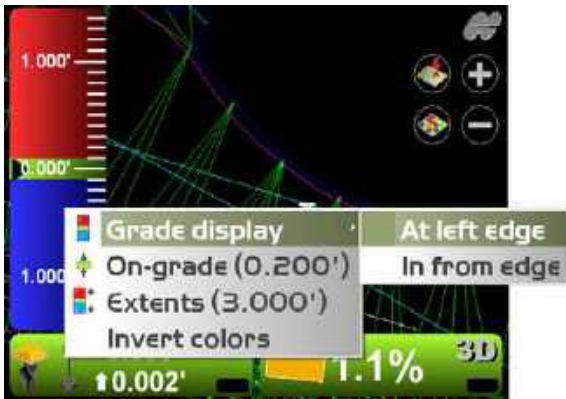 1.000'
0.000'
1.000
Grade display
At left edge
On-grade (0.200')
In from edge
Extents (3.000')
Invert colors
0.002'
1.1%
3D